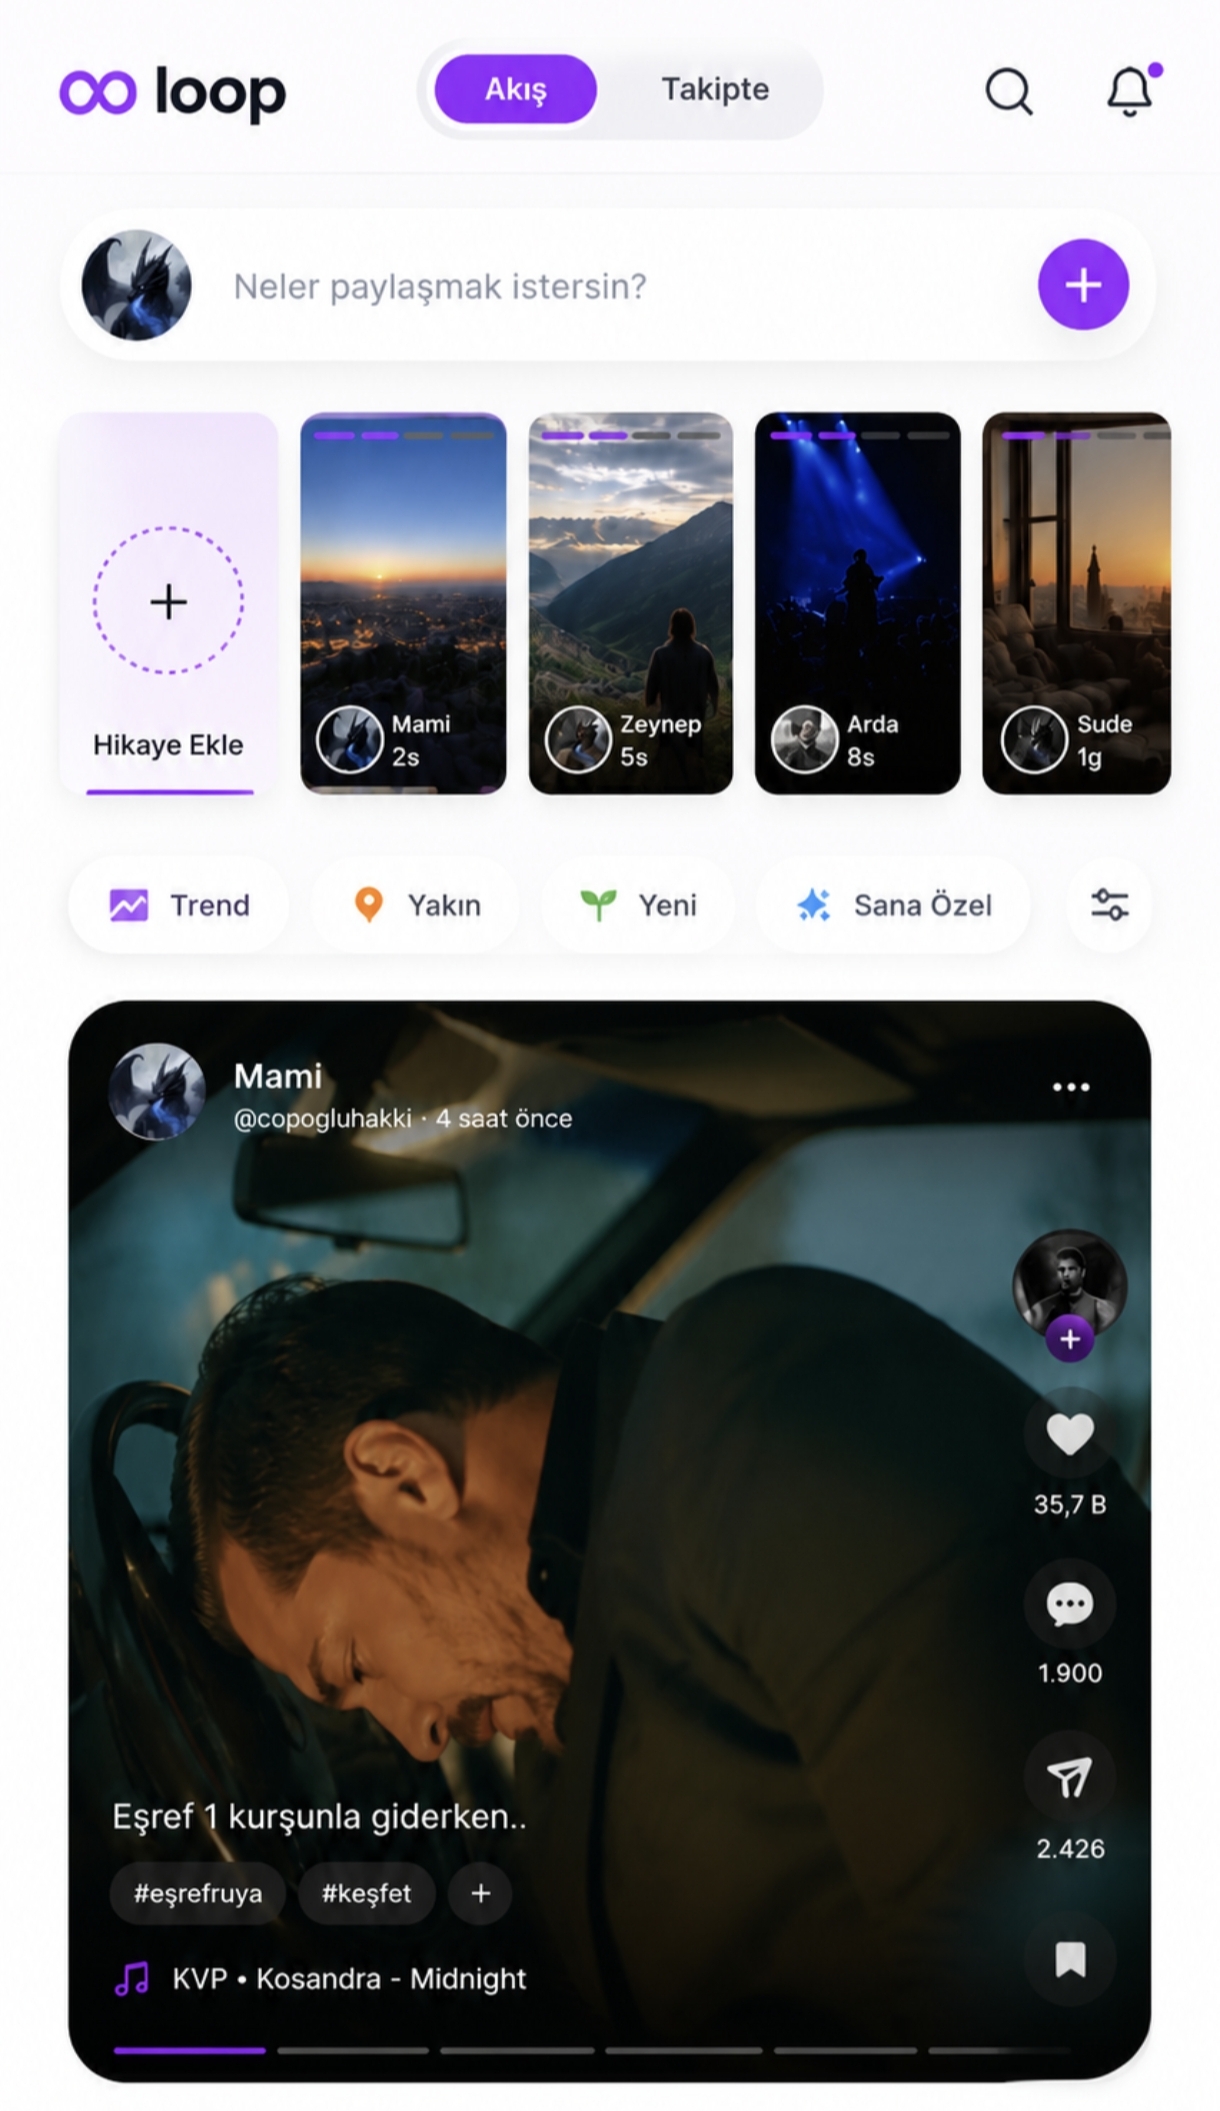 loop
Akış
Takipte
Neler paylaşmak istersin?
Hikaye Ekle
Mami
2s
Zeynep
5s
Arda
8s
Sude
1g
Trend
Yakın
Yeni
Sana Özel
Mami
@copogluhakki · 4 saat önce
35,7 B
1.900
2.426
Eşref 1 kurşunla giderken..
#eşrefruya #keşfet +
KVP • Kosandra - Midnight